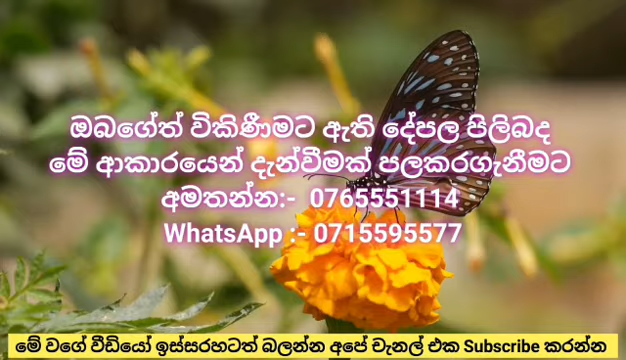 ඔබගේත් විකිණීමට ඇති දේපල පිලිබද
මේ ආකාරයෙන් දැන්වීමක් පලකරගැනීමට
අමතන්න:- 0765551114
WhatsApp :- 0715595577
මේ වගේ වීඩියෝ ඉස්සරහටත් බලන්න අපේ චැනල් එක Subscribe කරන්න